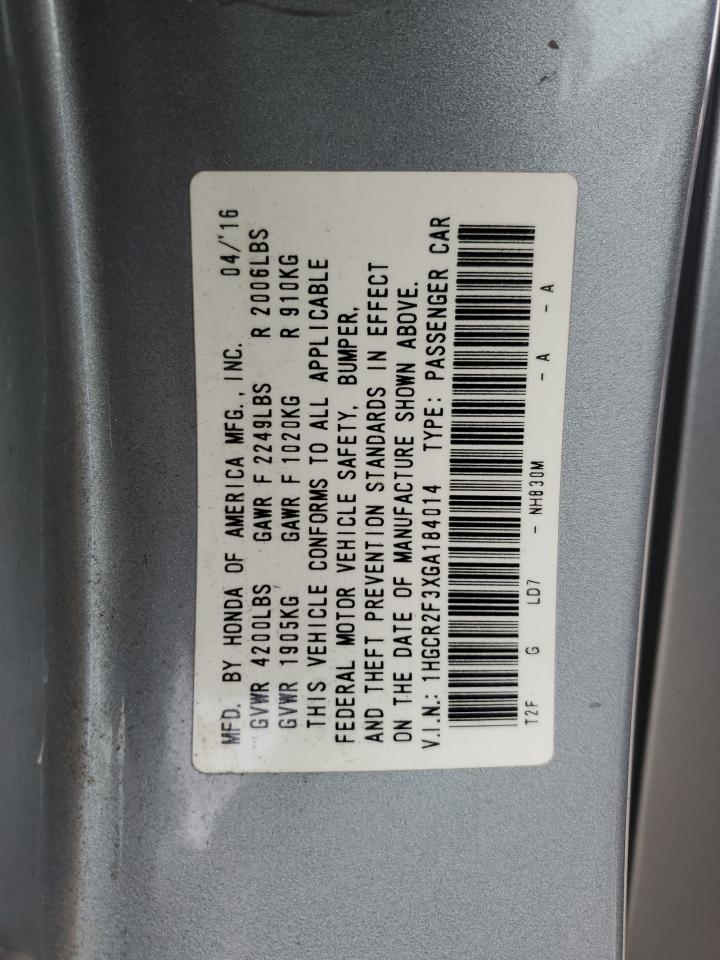 MFD. BY HONDA OF AMERICA MFG., INC. 04/'16
GVWR 4200LBS GAWR F 2249LBS R 2006LBS
GVWR 1905KG GAWR F 1020KG R 910KG
THIS VEHICLE CONFORMS TO ALL APPLICABLE
FEDERAL MOTOR VEHICLE SAFETY, BUMPER,
AND THEFT PREVENTION STANDARDS IN EFFECT
ON THE DATE OF MANUFACTURE SHOWN ABOVE.
V.I.N.: 1HGCR2F3XGA184014 TYPE: PASSENGER CAR
T2F G LD7 - NH830M - A - A